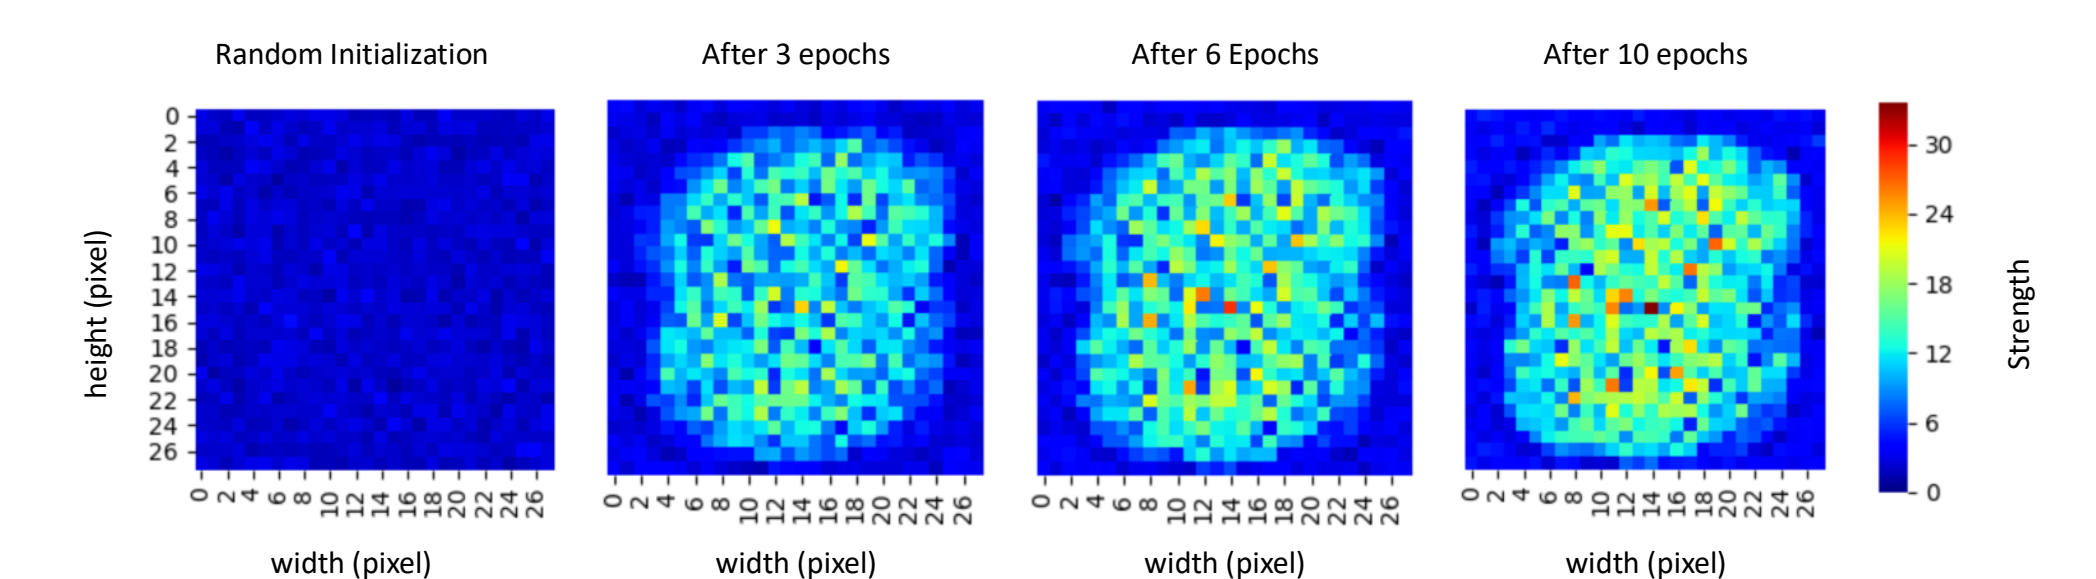 Random Initialization
After 3 epochs
After 6 Epochs
After 10 epochs
height (pixel)
0
2
4
6
8
10
12
14
16
18
20
22
24
26
0 2 4 6 8 10 12 14 16 18 20 22 24 26
0 2 4 6 8 10 12 14 16 18 20 22 24 26
0 2 4 6 8 10 12 14 16 18 20 22 24 26
0 2 4 6 8 10 12 14 16 18 20 22 24 26
width (pixel)
width (pixel)
width (pixel)
width (pixel)
30
24
18
12
6
0
Strength